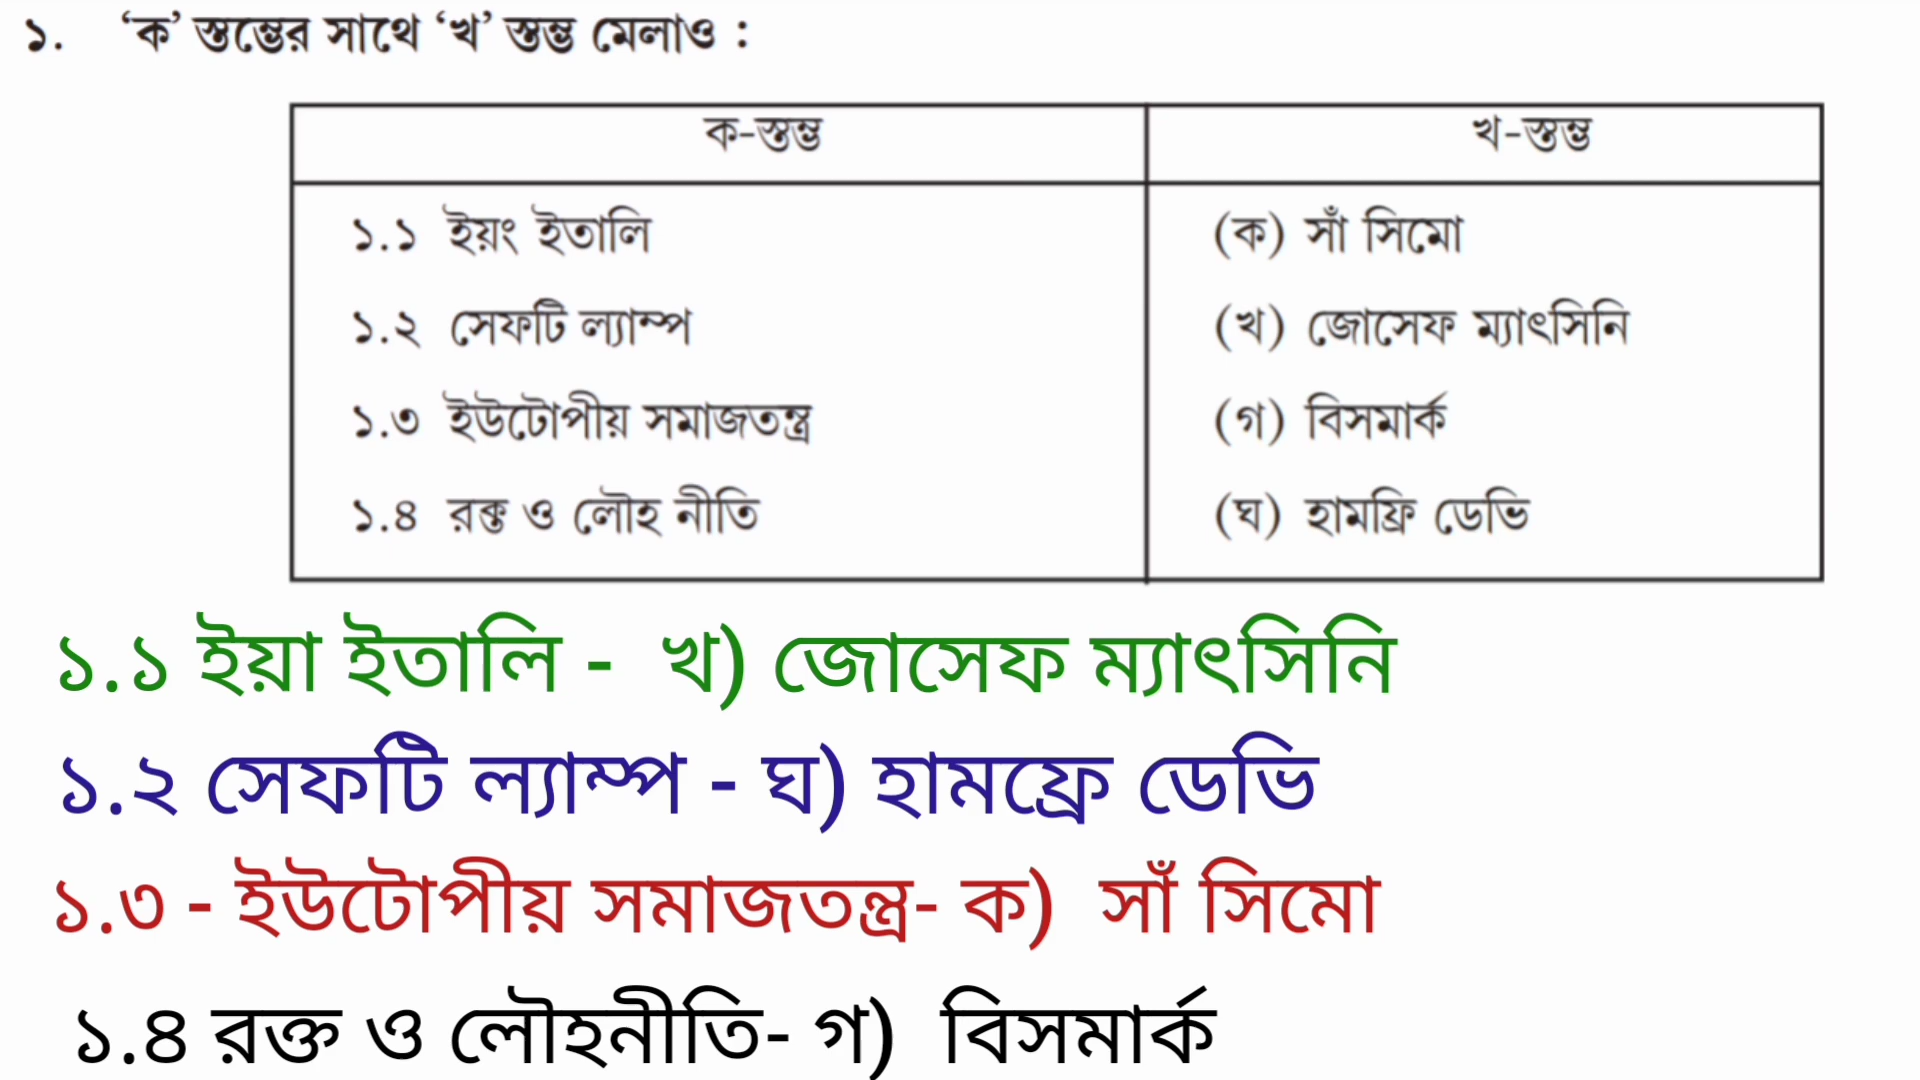 ১. ‘ক’ স্তম্ভের সাথে ‘খ’ স্তম্ভ মেলাও :
ক-স্তম্ভ খ-স্তম্ভ
১.১ ইয়ং ইতালি (ক) সাঁ সিমো
১.২ সেফটি ল্যাম্প (খ) জোসেফ ম্যাৎসিনি
১.৩ ইউটোপীয় সমাজতন্ত্র (গ) বিসমার্ক
১.৪ রক্ত ও লৌহ নীতি (ঘ) হামফ্রি ডেভি
১.১ ইয়া ইতালি - খ) জোসেফ ম্যাৎসিনি
১.২ সেফটি ল্যাম্প - ঘ) হামফ্রে ডেভি
১.৩ - ইউটোপীয় সমাজতন্ত্র- ক) সাঁ সিমো
১.৪ রক্ত ও লৌহনীতি- গ) বিসমার্ক